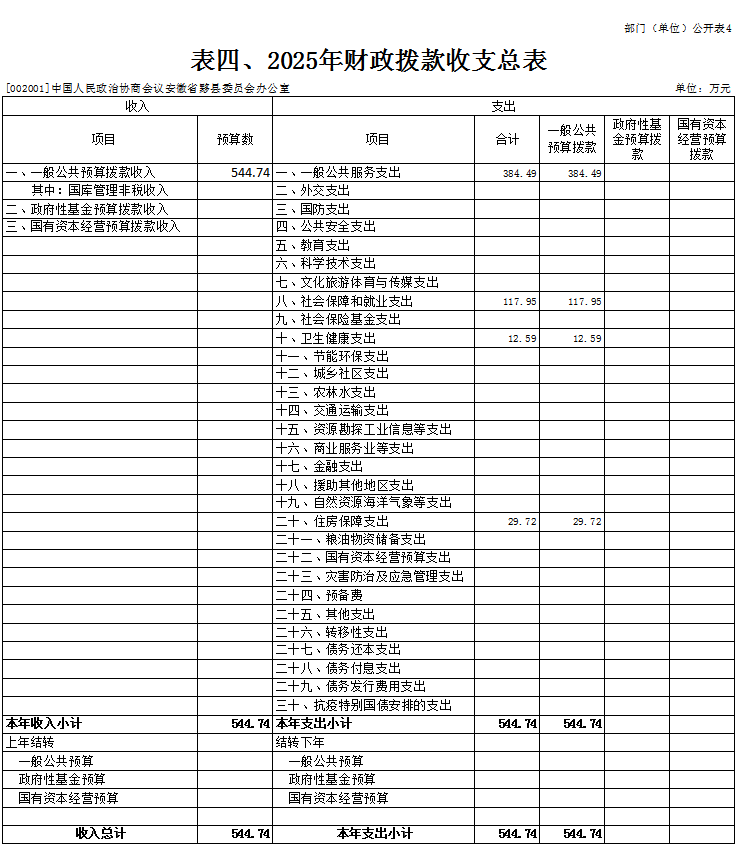 部门（单位）公开表4
表四、2025年财政拨款收支总表
[002001]中国人民政治协商会议安徽省黟县委员会办公室 单位：万元
收入 支出
项目 预算数 项目 合计 一般公共预算拨款 政府性基金预算拨款 国有资本经营预算拨款
一、一般公共预算拨款收入 544.74 一、一般公共服务支出 384.49 384.49
其中：国库管理非税收入 二、外交支出
二、政府性基金预算拨款收入 三、国防支出
三、国有资本经营预算拨款收入 四、公共安全支出
五、教育支出
六、科学技术支出
七、文化旅游体育与传媒支出
八、社会保障和就业支出 117.95 117.95
九、社会保险基金支出
十、卫生健康支出 12.59 12.59
十一、节能环保支出
十二、城乡社区支出
十三、农林水支出
十四、交通运输支出
十五、资源勘探工业信息等支出
十六、商业服务业等支出
十七、金融支出
十八、援助其他地区支出
十九、自然资源海洋气象等支出
二十、住房保障支出 29.72 29.72
二十一、粮油物资储备支出
二十二、国有资本经营预算支出
二十三、灾害防治及应急管理支出
二十四、预备费
二十五、其他支出
二十六、转移性支出
二十七、债务还本支出
二十八、债务付息支出
二十九、债务发行费用支出
三十、抗疫特别国债安排的支出
本年收入小计 544.74 本年支出小计 544.74 544.74
上年结转 结转下年
一般公共预算 一般公共预算
政府性基金预算 政府性基金预算
国有资本经营预算 国有资本经营预算
收入总计 544.74 本年支出小计 544.74 544.74